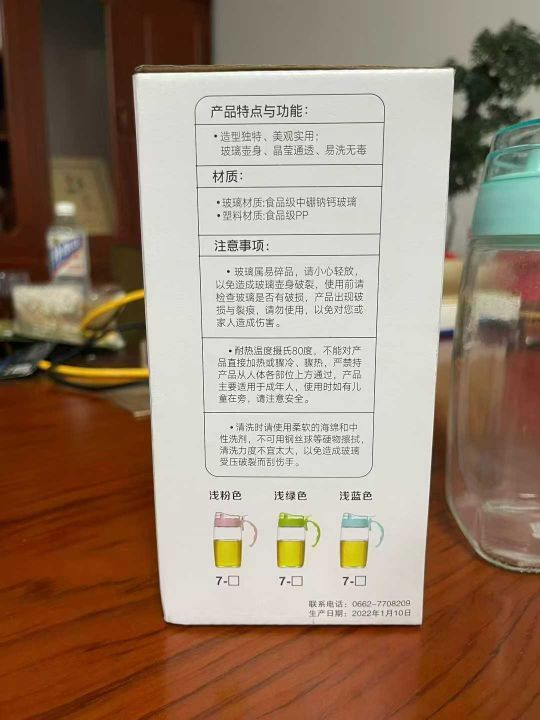 产品特点与功能：
•造型独特、美观实用；
玻璃壶身、晶莹通透、易洗无毒
材质：
•玻璃材质:食品级中硼钠钙玻璃
•塑料材质:食品级PP
注意事项：
•玻璃属易碎品，请小心轻放，
以免造成玻璃壶身破裂，使用前请
检查玻璃是否有破损，产品出现破
损与裂痕，请勿使用，以免对您或
家人造成伤害。
•耐热温度摄氏80度，不能对产
品直接加热或骤冷、骤热，严禁持
产品从人体各部位上方通过，产品
主要适用于成年人，使用时如有儿
童在旁，请注意安全。
•清洗时请使用柔软的海绵和中
性洗剂，不可用钢丝球等硬物擦拭，
清洗力度不宜太大，以免造成玻璃
受压破裂而刮伤手。
浅粉色 浅绿色 浅蓝色
7-□ 7-□ 7-□
联系电话：0662-7708209
生产日期：2022年1月10日